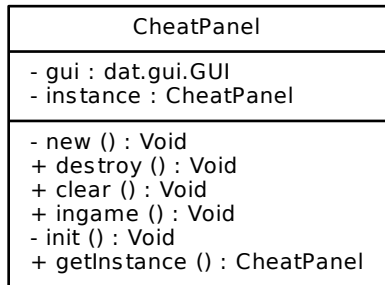 CheatPanel
- gui : dat.gui.GUI
- instance : CheatPanel
- new () : Void
+ destroy () : Void
+ clear () : Void
+ ingame () : Void
- init () : Void
+ getInstance () : CheatPanel